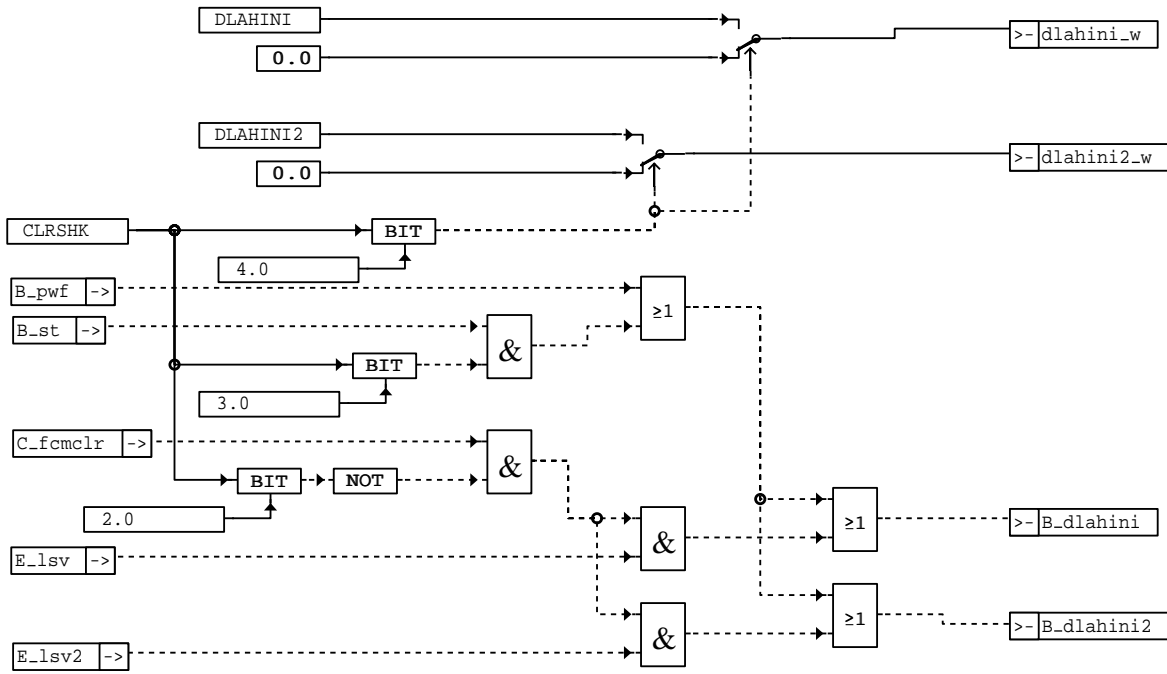 DLAHINI
>- dlahini_w
0.0
DLAHINI2
>- dlahini2_w
0.0
CLRSHK
BIT
4.0
B_pwf ->
≥1
B_st ->
&
BIT
3.0
C_fcmclr ->
&
BIT NOT
2.0
≥1
>- B_dlahini
&
E_lsv ->
≥1
>- B_dlahini2
&
E_lsv2 ->